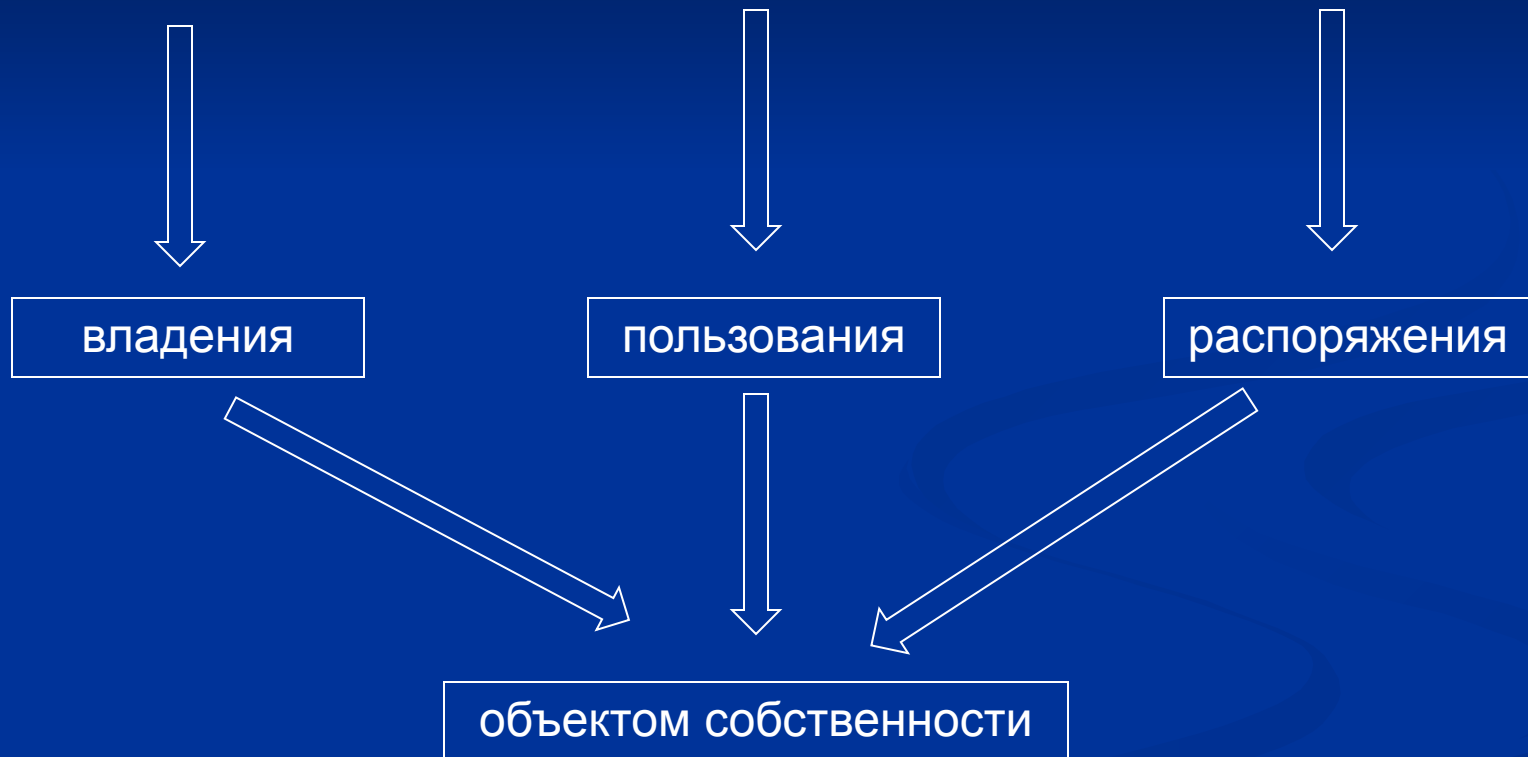 владения
пользования
распоряжения
объектом собственности